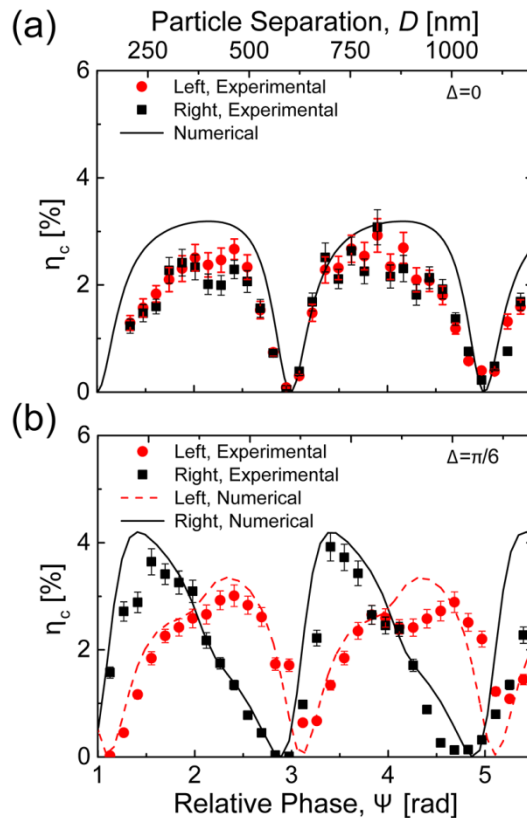 (a)
Particle Separation, D [nm]
250 500 750 1000
Left, Experimental
Right, Experimental
Numerical
Δ=0
6
4
2
0
ηc [%]
(b)
Left, Experimental
Right, Experimental
Left, Numerical
Right, Numerical
Δ=π/6
6
4
2
0
ηc [%]
1 2 3 4 5
Relative Phase, Ψ [rad]